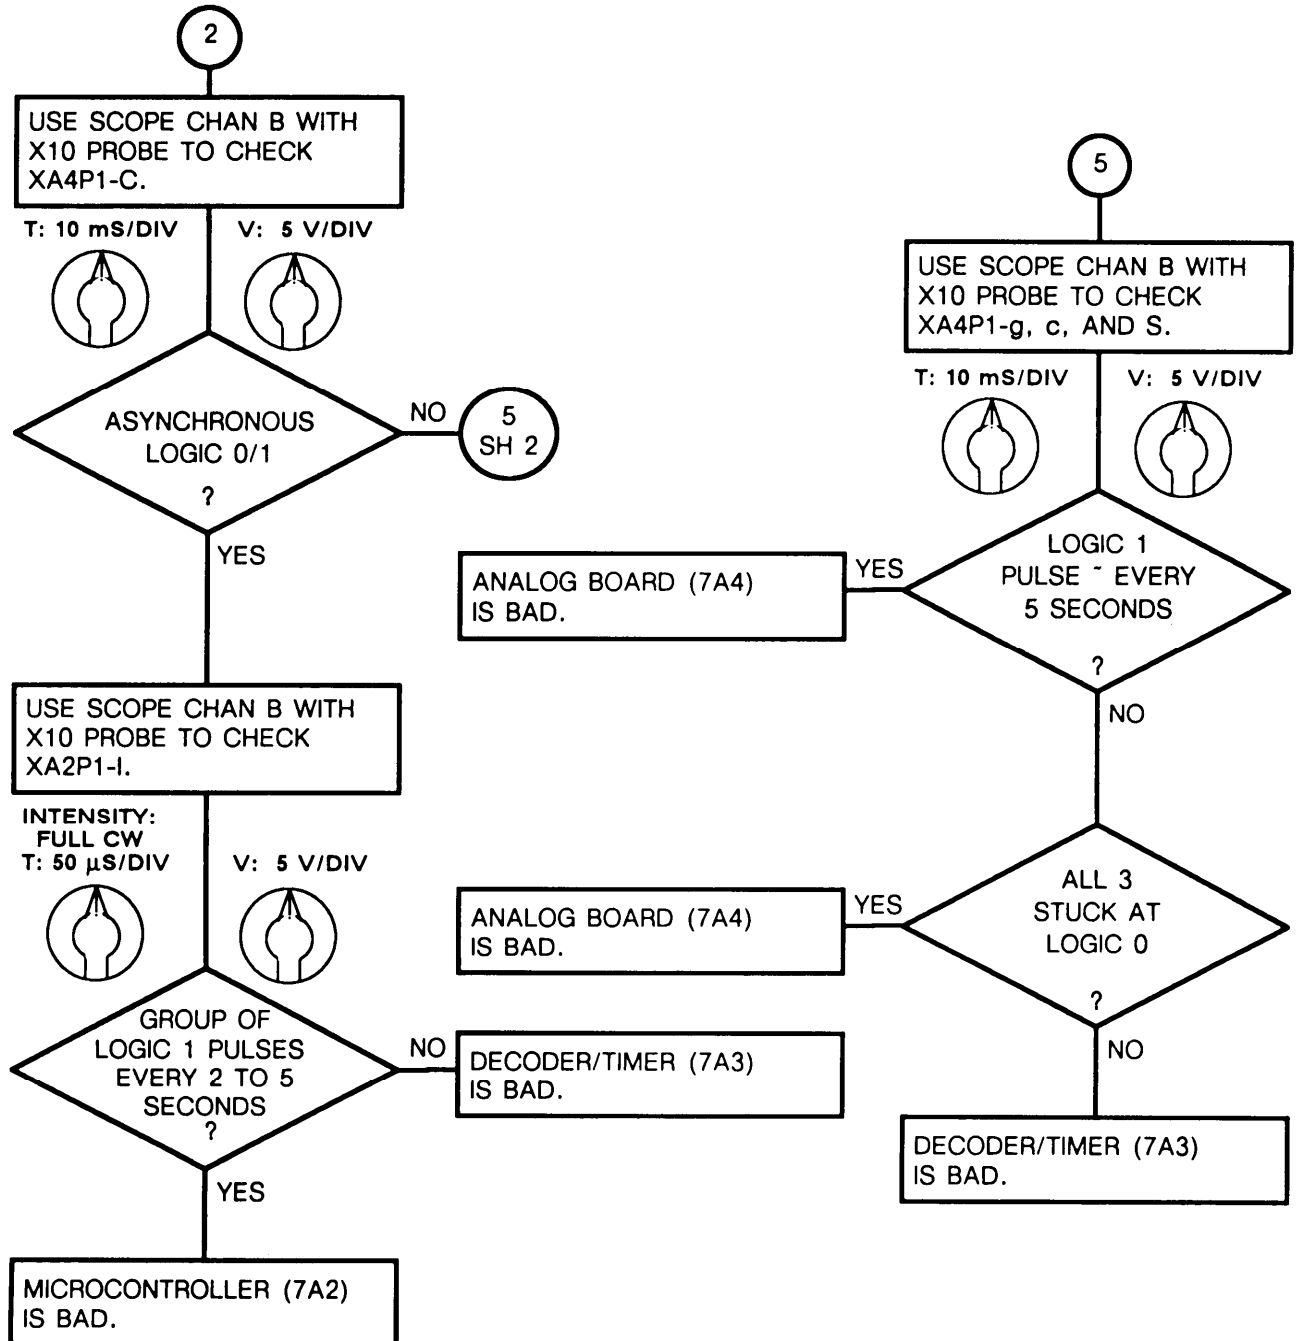 2
USE SCOPE CHAN B WITH
X10 PROBE TO CHECK
XA4P1-C.
T: 10 mS/DIV
V: 5 V/DIV
ASYNCHRONOUS
LOGIC 0/1
?
NO
5
SH 2
YES
USE SCOPE CHAN B WITH
X10 PROBE TO CHECK
XA2P1-I.
INTENSITY:
FULL CW
T: 50 µS/DIV
V: 5 V/DIV
GROUP OF
LOGIC 1 PULSES
EVERY 2 TO 5
SECONDS
?
NO
DECODER/TIMER (7A3)
IS BAD.
YES
MICROCONTROLLER (7A2)
IS BAD.
5
USE SCOPE CHAN B WITH
X10 PROBE TO CHECK
XA4P1-g, c, AND S.
T: 10 mS/DIV
V: 5 V/DIV
LOGIC 1
PULSE ~ EVERY
5 SECONDS
?
YES
ANALOG BOARD (7A4)
IS BAD.
NO
ALL 3
STUCK AT
LOGIC 0
?
YES
ANALOG BOARD (7A4)
IS BAD.
NO
DECODER/TIMER (7A3)
IS BAD.